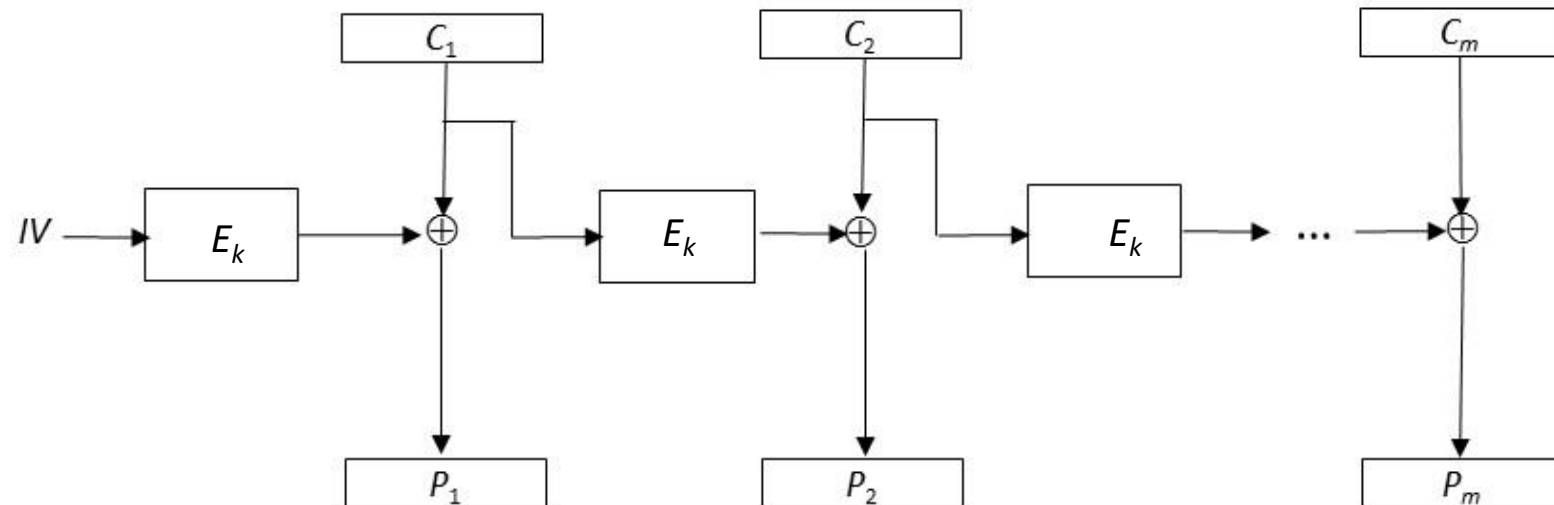 C₁ C₂ Cₘ
IV Eₖ Eₖ Eₖ ...
P₁ P₂ Pₘ